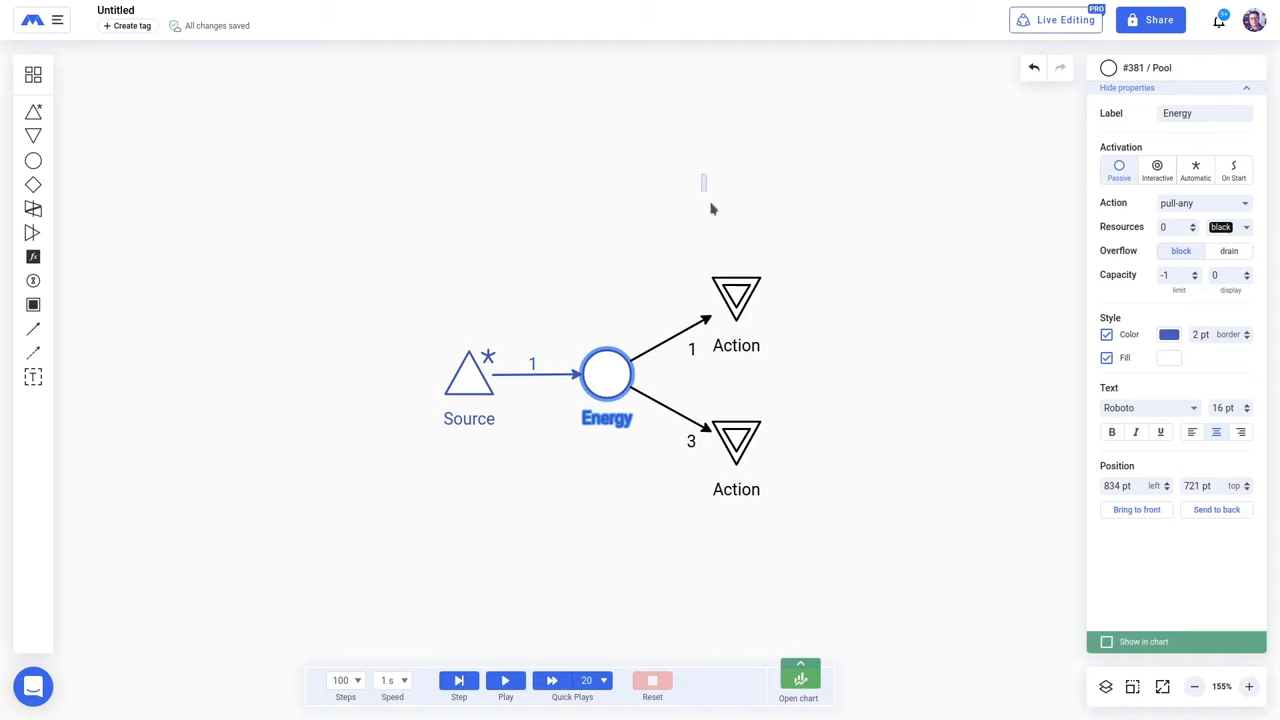 Untitled
Create tag
All changes saved
Live Editing
PRO
Share
9+
#381 / Pool
Hide properties
Label
Energy
Activation
Passive
Interactive
Automatic
On Start
Action
pull-any
Resources
0
black
Overflow
block
drain
Capacity
-1
0
limit
display
Style
Color
2 pt
border
Fill
Text
Roboto
16 pt
B
I
U
Position
834 pt
left
721 pt
top
Bring to front
Send to back
Show in chart
fx
T
1
Source
Energy
1
Action
3
Action
100
Steps
1 s
Speed
Step
Play
20
Quick Plays
Reset
Open chart
155%